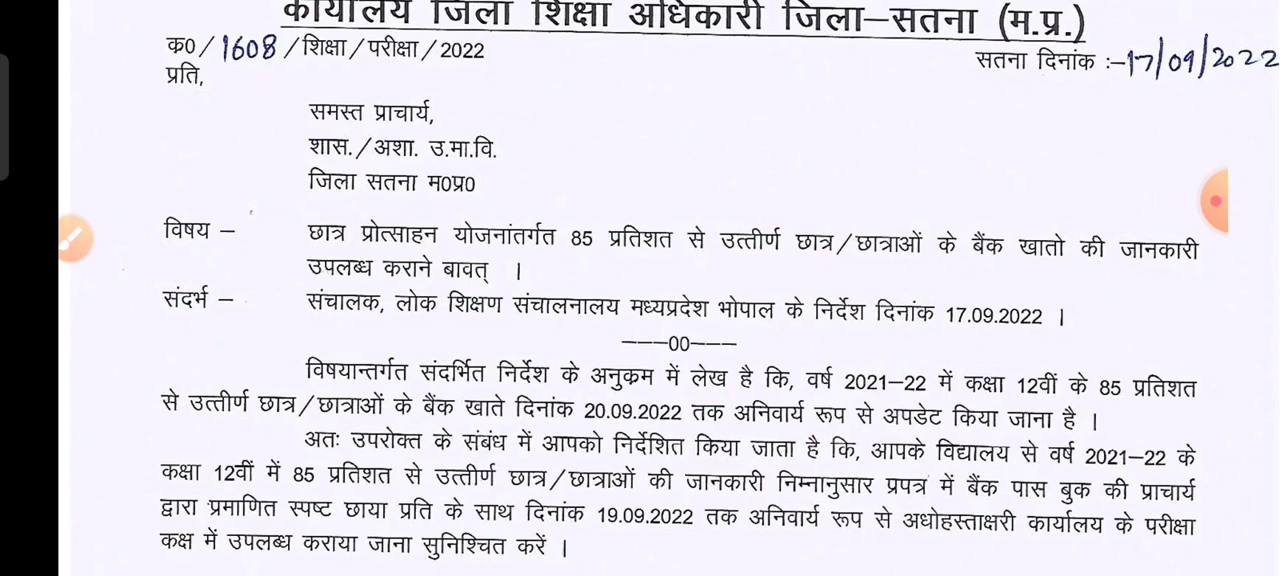 कार्यालय जिला शिक्षा अधिकारी जिला–सतना (म.प्र.)
क0/1608/शिक्षा/परीक्षा/2022
सतना दिनांक :-17/09/2022
प्रति,
समस्त प्राचार्य,
शास./अशा. उ.मा.वि.
जिला सतना म0प्र0
विषय – छात्र प्रोत्साहन योजनांतर्गत 85 प्रतिशत से उत्तीर्ण छात्र/छात्राओं के बैंक खातो की जानकारी
उपलब्ध कराने बावत् ।
संदर्भ – संचालक, लोक शिक्षण संचालनालय मध्यप्रदेश भोपाल के निर्देश दिनांक 17.09.2022 ।
———00———
विषयान्तर्गत संदर्भित निर्देश के अनुकम में लेख है कि, वर्ष 2021–22 में कक्षा 12वीं के 85 प्रतिशत
से उत्तीर्ण छात्र/छात्राओं के बैंक खाते दिनांक 20.09.2022 तक अनिवार्य रूप से अपडेट किया जाना है ।
अतः उपरोक्त के संबंध में आपको निर्देशित किया जाता है कि, आपके विद्यालय से वर्ष 2021–22 के
कक्षा 12वीं में 85 प्रतिशत से उत्तीर्ण छात्र/छात्राओं की जानकारी निम्नानुसार प्रपत्र में बैंक पास बुक की प्राचार्य
द्वारा प्रमाणित स्पष्ट छाया प्रति के साथ दिनांक 19.09.2022 तक अनिवार्य रूप से अधोहस्ताक्षरी कार्यालय के परीक्षा
कक्ष में उपलब्ध कराया जाना सुनिश्चित करें ।